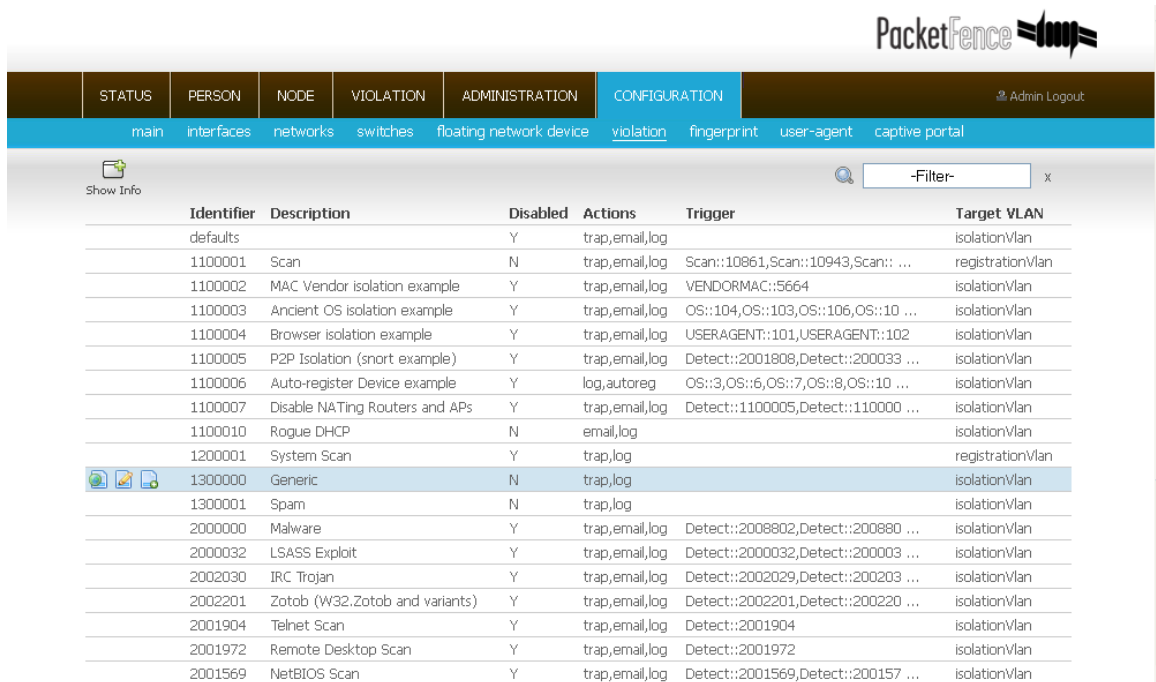 PacketFence
STATUS PERSON NODE VIOLATION ADMINISTRATION CONFIGURATION Admin Logout
main interfaces networks switches floating network device violation fingerprint user-agent captive portal
Show Info -Filter- x
Identifier Description Disabled Actions Trigger Target VLAN
defaults Y trap,email,log isolationVlan
1100001 Scan N trap,email,log Scan::10861,Scan::10943,Scan:: ... registrationVlan
1100002 MAC Vendor isolation example Y trap,email,log VENDORMAC::5664 isolationVlan
1100003 Ancient OS isolation example Y trap,email,log OS::104,OS::103,OS::106,OS::10 ... isolationVlan
1100004 Browser isolation example Y trap,email,log USERAGENT::101,USERAGENT::102 isolationVlan
1100005 P2P Isolation (snort example) Y trap,email,log Detect::2001808,Detect::200033 ... isolationVlan
1100006 Auto-register Device example Y log,autoreg OS::3,OS::6,OS::7,OS::8,OS::10 ... isolationVlan
1100007 Disable NATing Routers and APs Y trap,email,log Detect::1100005,Detect::110000 ... isolationVlan
1100010 Rogue DHCP N email,log isolationVlan
1200001 System Scan Y trap,log registrationVlan
1300000 Generic N trap,log isolationVlan
1300001 Spam N trap,log isolationVlan
2000000 Malware Y trap,email,log Detect::2008802,Detect::200880 ... isolationVlan
2000032 LSASS Exploit Y trap,email,log Detect::2000032,Detect::200003 ... isolationVlan
2002030 IRC Trojan Y trap,email,log Detect::2002029,Detect::200203 ... isolationVlan
2002201 Zotob (W32.Zotob and variants) Y trap,email,log Detect::2002201,Detect::200220 ... isolationVlan
2001904 Telnet Scan Y trap,email,log Detect::2001904 isolationVlan
2001972 Remote Desktop Scan Y trap,email,log Detect::2001972 isolationVlan
2001569 NetBIOS Scan Y trap,email,log Detect::2001569,Detect::200157 ... isolationVlan